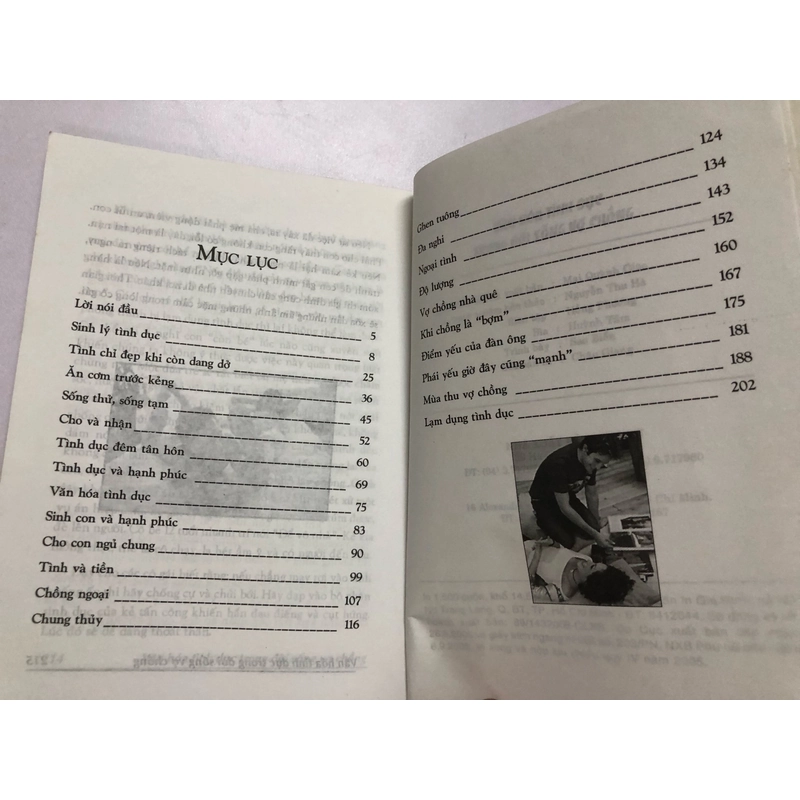 MỤC LỤC
Lời nói đầu 5
Sinh lý tình dục 8
Tình chỉ đẹp khi còn dang dở 25
Ăn cơm trước kẻng 36
Sống thử, sống tạm 45
Cho và nhận 52
Tình dục đêm tân hôn 60
Tình dục và hạnh phúc 69
Văn hóa tình dục 75
Sinh con và hạnh phúc 83
Cho con ngủ chung 90
Tình và tiền 99
Chồng ngoại 107
Chung thủy 116
Ghen tuông 124
Đa nghi 134
Ngoại tình 143
Độ lượng 152
Vợ chồng nhà quê 160
Khi chồng là “bợm” 167
Điểm yếu của đàn ông 175
Phái yếu giờ đây cũng “mạnh” 181
Mùa thu vợ chồng 188
Lạm dụng tình dục 202